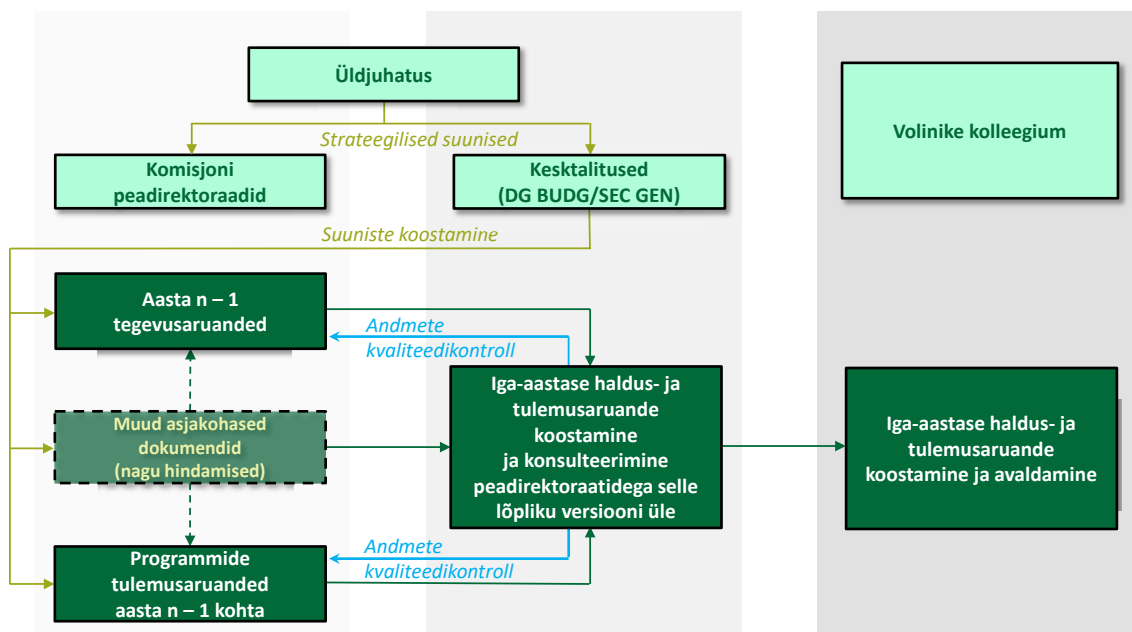 Üldjuhatus
Volinike kolleegium
Strateegilised suunised
Komisjoni
peadirektoraadid
Kesktalitused
(DG BUDG/SEC GEN)
Suuniste koostamine
Aasta n – 1
tegevusaruanded
Andmete
kvaliteedikontroll
Muud asjakohased
dokumendid
(nagu hindamised)
Iga-aastase haldus- ja
tulemusaruande
koostamine
ja konsulteerimine
peadirektoraatidega selle
lõpliku versiooni üle
Iga-aastase haldus- ja
tulemusaruande
koostamine ja avaldamine
Andmete
kvaliteedikontroll
Programmide
tulemusaruanded
aasta n – 1 kohta